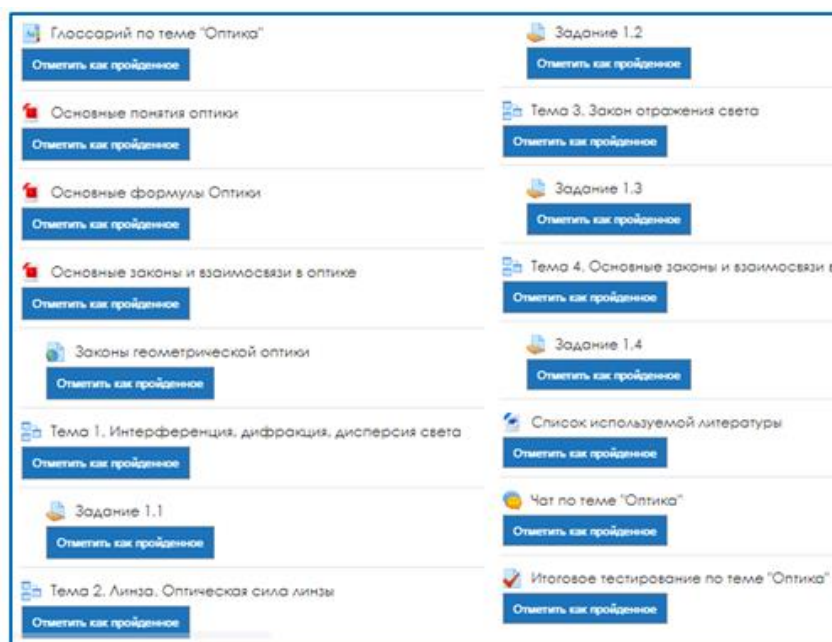 Глоссарий по теме "Оптика"
Отметить как пройденное
Основные понятия оптики
Отметить как пройденное
Основные формулы Оптики
Отметить как пройденное
Основные законы и взаимосвязи в оптике
Отметить как пройденное
Законы геометрической оптики
Отметить как пройденное
Тема 1. Интерференция, дифракция, дисперсия света
Отметить как пройденное
Задание 1.1
Отметить как пройденное
Тема 2. Линза. Оптическая сила линзы
Отметить как пройденное
Задание 1.2
Отметить как пройденное
Тема 3. Закон отражения света
Отметить как пройденное
Задание 1.3
Отметить как пройденное
Тема 4. Основные законы и взаимосвязи в
Отметить как пройденное
Задание 1.4
Отметить как пройденное
Список используемой литературы
Отметить как пройденное
Чат по теме "Оптика"
Отметить как пройденное
Итоговое тестирование по теме "Оптика"
Отметить как пройденное